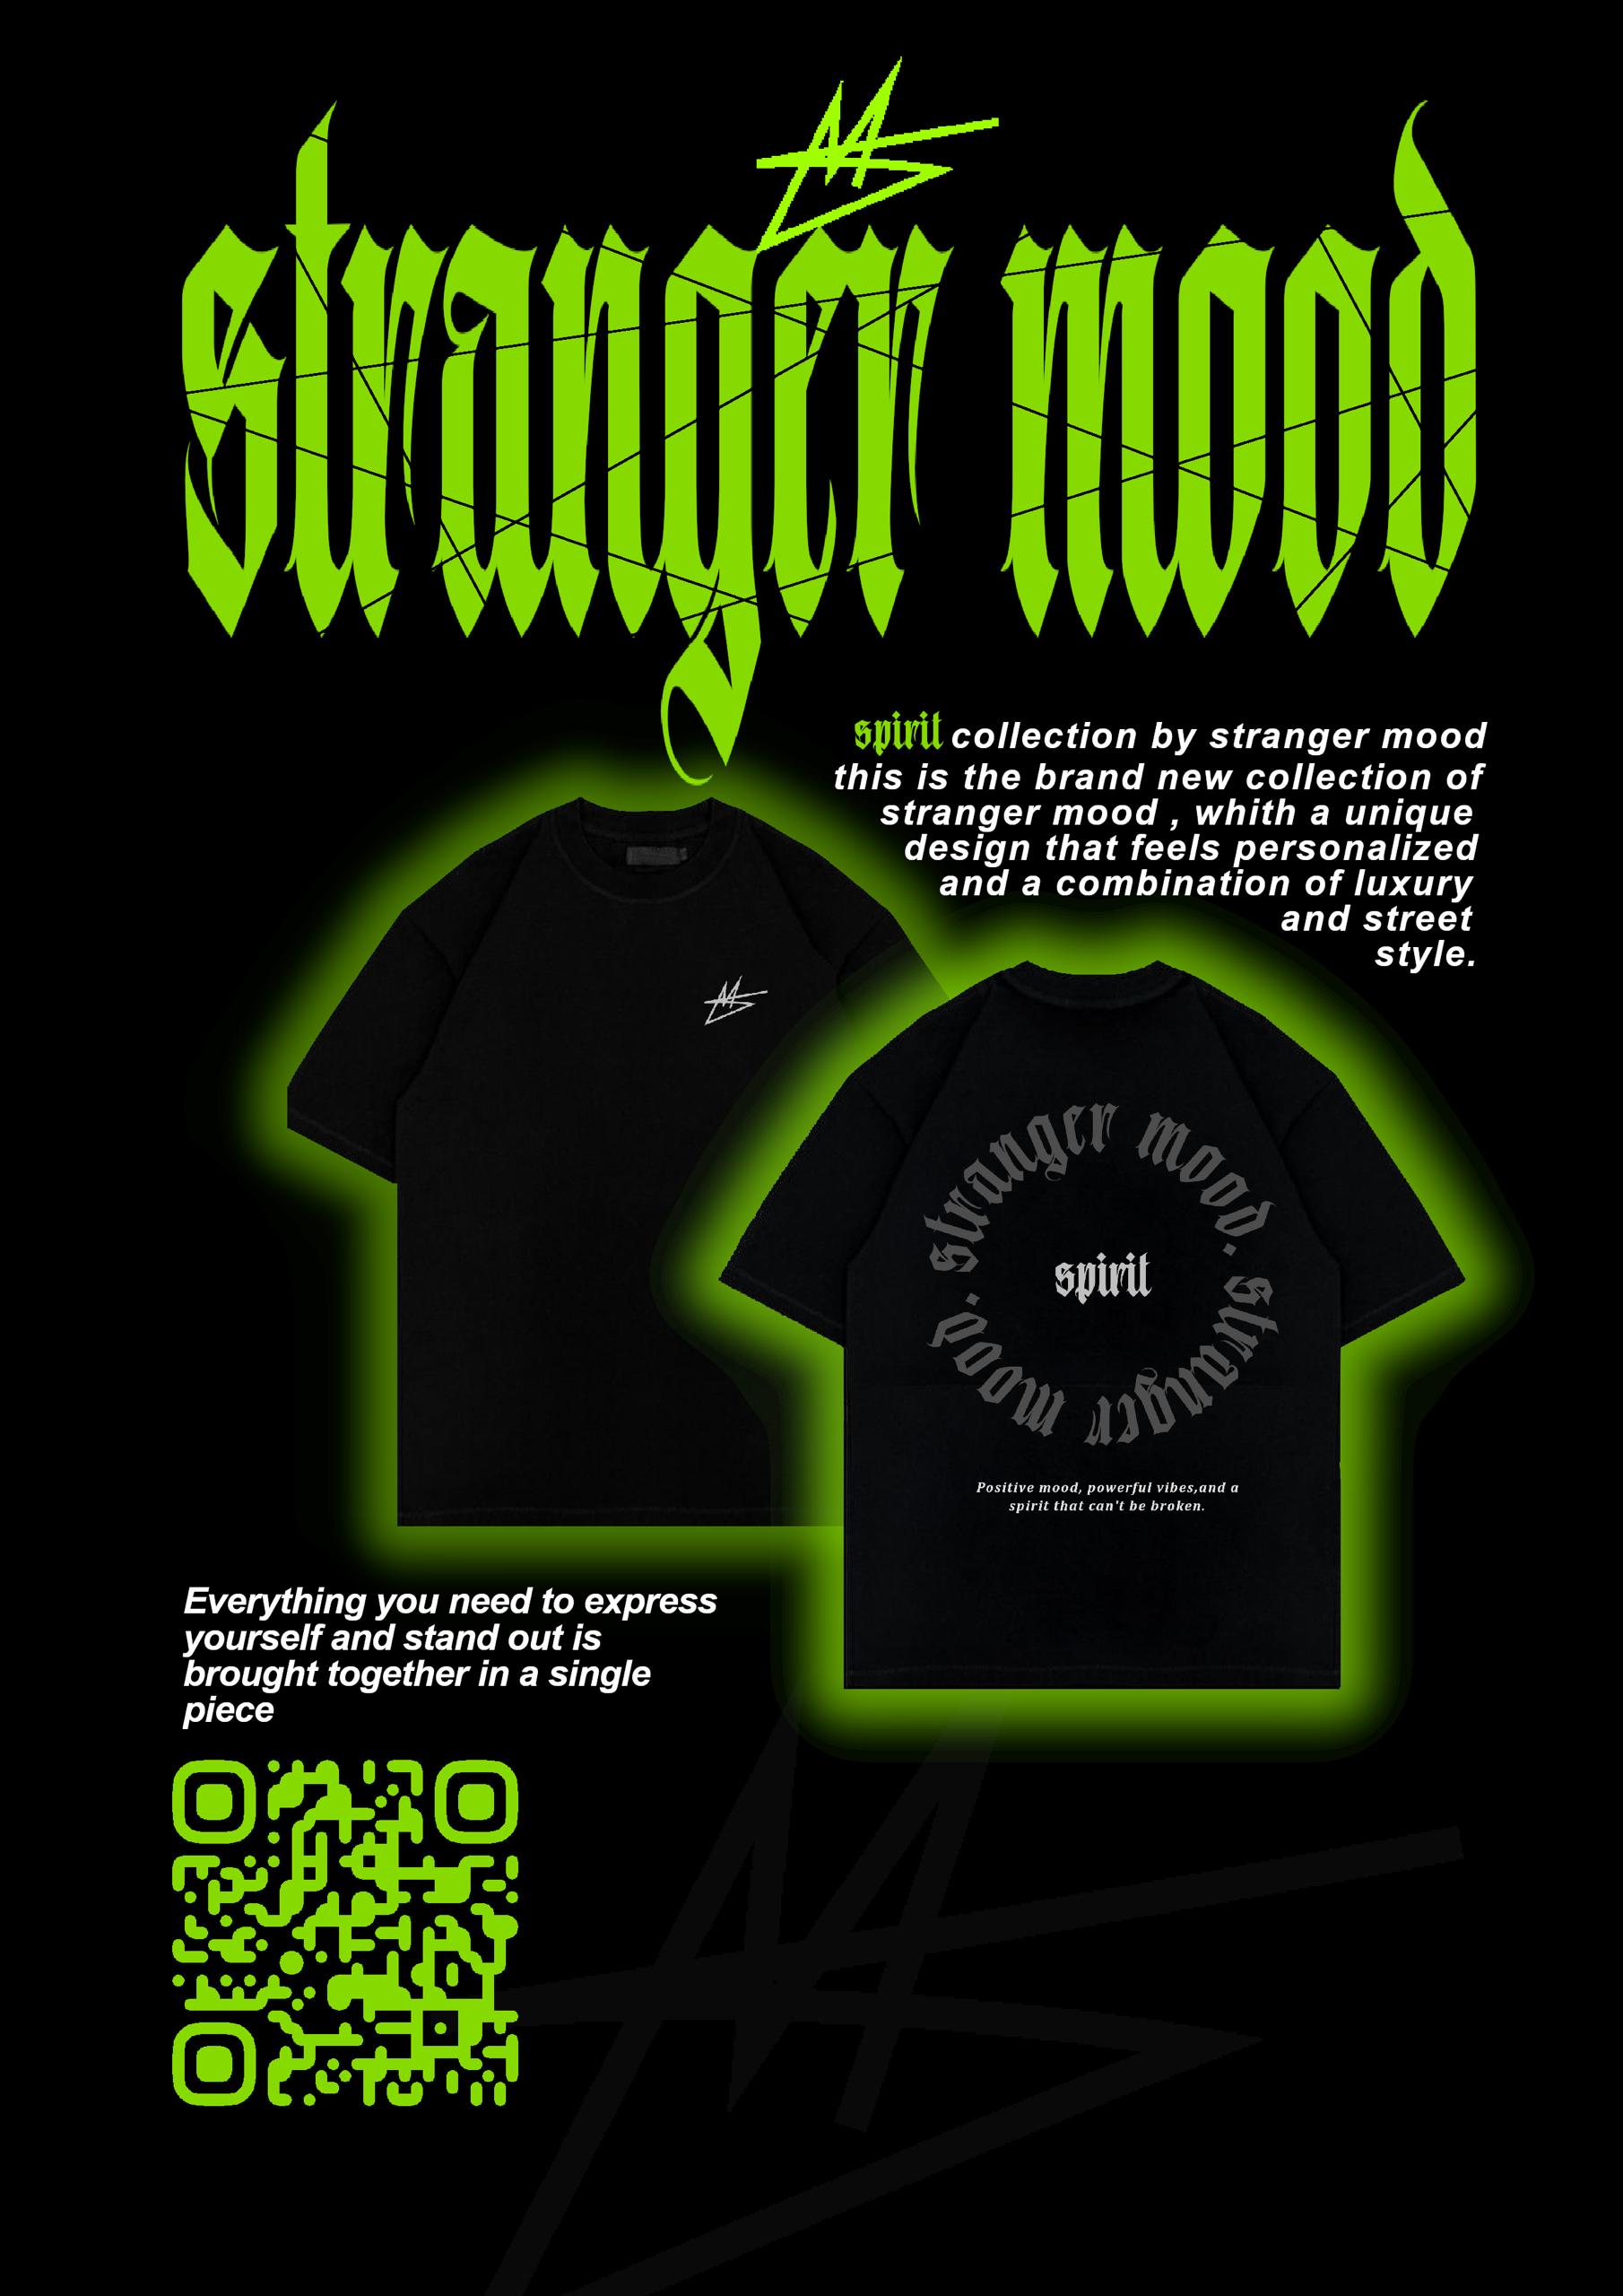 stranger mood
spirit collection by stranger mood
this is the brand new collection of
stranger mood , whith a unique
design that feels personalized
and a combination of luxury
and street
style.
stranger mood. stranger mood.
spirit
Positive mood, powerful vibes,and a
spirit that can't be broken.
Everything you need to express
yourself and stand out is
brought together in a single
piece